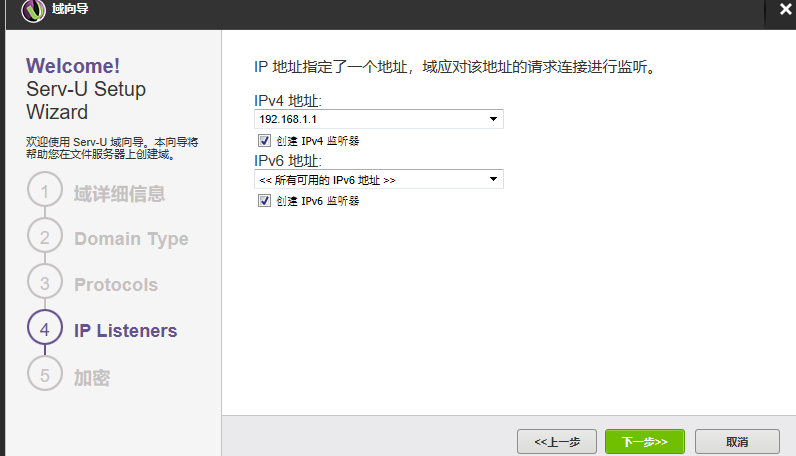 域向导
Welcome!
Serv-U Setup
Wizard
欢迎使用 Serv-U 域向导。本向导将
帮助您在文件服务器上创建域。
1 域详细信息
2 Domain Type
3 Protocols
4 IP Listeners
5 加密
IP 地址指定了一个地址，域应对该地址的请求连接进行监听。
IPv4 地址:
192.168.1.1
创建 IPv4 监听器
IPv6 地址:
<< 所有可用的 IPv6 地址 >>
创建 IPv6 监听器
<<上一步
下一步>>
取消